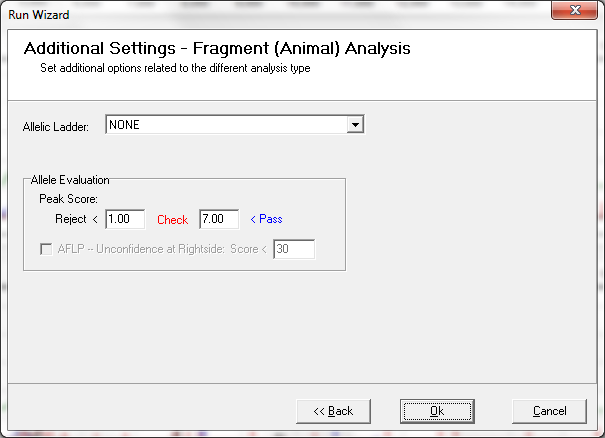 Run Wizard
Additional Settings - Fragment (Animal) Analysis
Set additional options related to the different analysis type
Allelic Ladder: NONE
Allele Evaluation
Peak Score:
Reject < 1.00 Check 7.00 < Pass
AFLP -- Unconfidence at Rightside: Score < 30
<< Back Ok Cancel